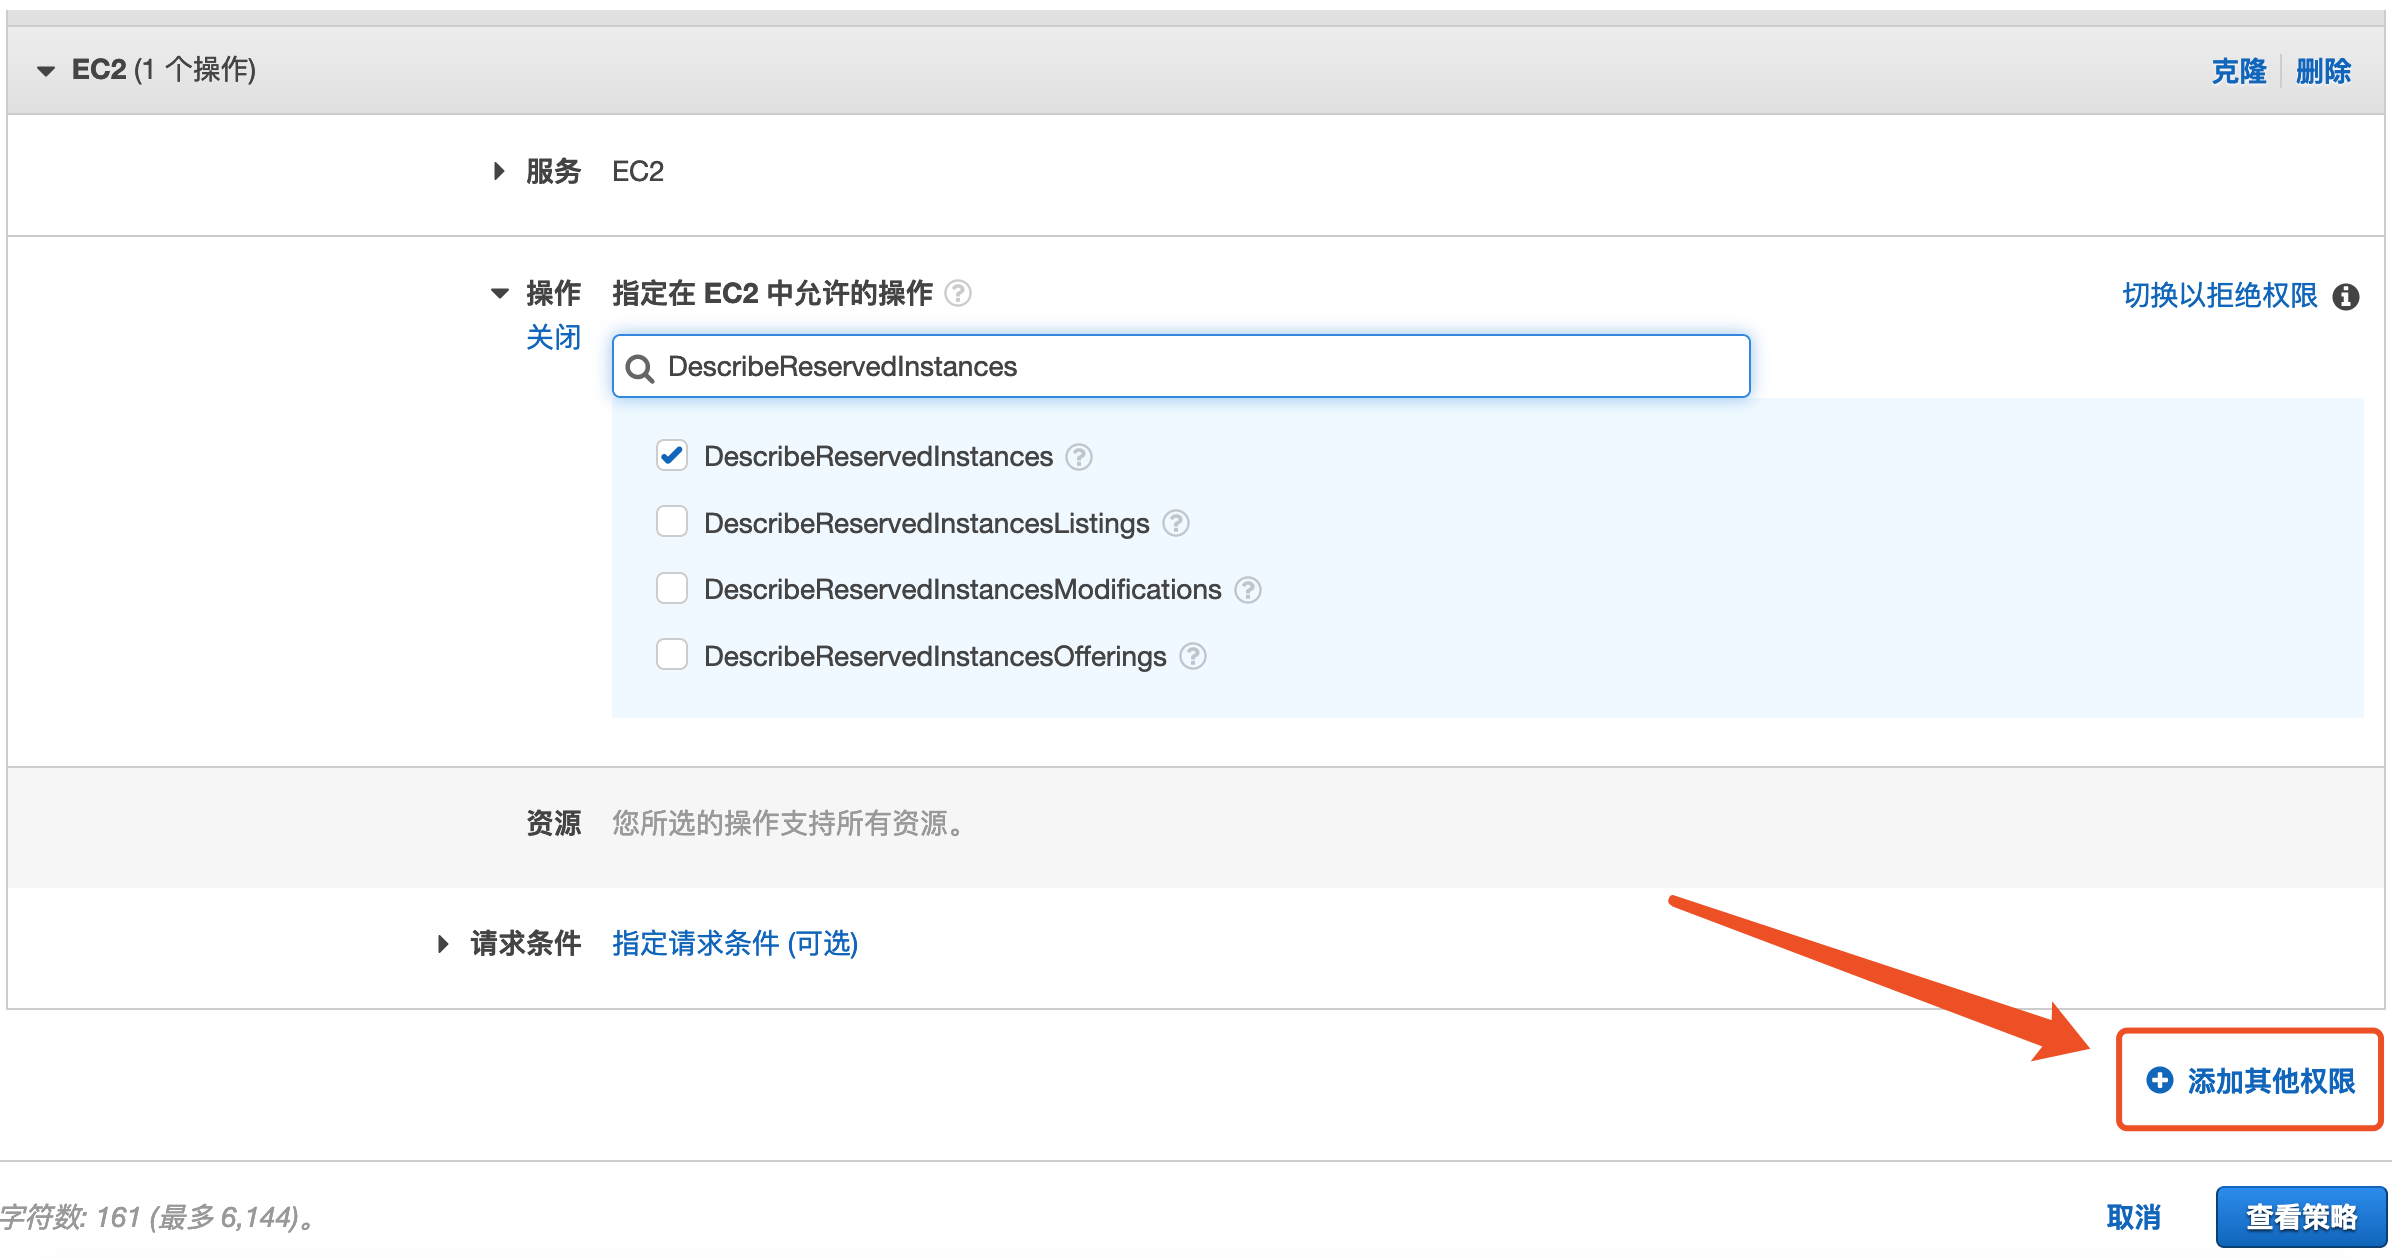 EC2 (1 个操作)
克隆 删除
服务 EC2
操作 指定在 EC2 中允许的操作
切换以拒绝权限
关闭
DescribeReservedInstances
DescribeReservedInstances
DescribeReservedInstancesListings
DescribeReservedInstancesModifications
DescribeReservedInstancesOfferings
资源 您所选的操作支持所有资源。
请求条件 指定请求条件 (可选)
添加其他权限
字符数: 161 (最多 6,144)。
取消 查看策略